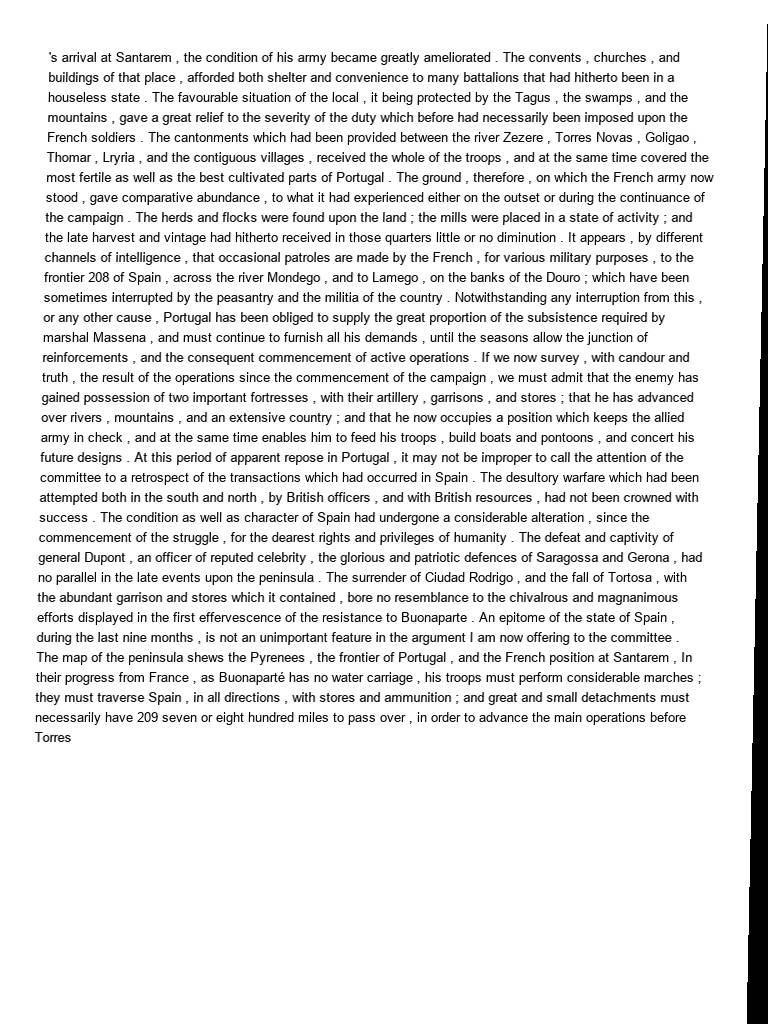 's arrival at Santarem , the condition of his army became greatly ameliorated . The convents , churches , and
buildings of that place , afforded both shelter and convenience to many battalions that had hitherto been in a
houseless state . The favourable situation of the local , it being protected by the Tagus , the swamps , and the
mountains , gave a great relief to the severity of the duty which before had necessarily been imposed upon the
French soldiers . The cantonments which had been provided between the river Zezere , Torres Novas , Goligao ,
Thomar , Lryria , and the contiguous villages , received the whole of the troops , and at the same time covered the
most fertile as well as the best cultivated parts of Portugal . The ground , therefore , on which the French army now
stood , gave comparative abundance , to what it had experienced either on the outset or during the continuance of
the campaign . The herds and flocks were found upon the land ; the mills were placed in a state of activity ; and
the late harvest and vintage had hitherto received in those quarters little or no diminution . It appears , by different
channels of intelligence , that occasional patroles are made by the French , for various military purposes , to the
frontier 208 of Spain , across the river Mondego , and to Lamego , on the banks of the Douro ; which have been
sometimes interrupted by the peasantry and the militia of the country . Notwithstanding any interruption from this ,
or any other cause , Portugal has been obliged to supply the great proportion of the subsistence required by
marshal Massena , and must continue to furnish all his demands , until the seasons allow the junction of
reinforcements , and the consequent commencement of active operations . If we now survey , with candour and
truth , the result of the operations since the commencement of the campaign , we must admit that the enemy has
gained possession of two important fortresses , with their artillery , garrisons , and stores ; that he has advanced
over rivers , mountains , and an extensive country ; and that he now occupies a position which keeps the allied
army in check , and at the same time enables him to feed his troops , build boats and pontoons , and concert his
future designs . At this period of apparent repose in Portugal , it may not be improper to call the attention of the
committee to a retrospect of the transactions which had occurred in Spain . The desultory warfare which had been
attempted both in the south and north , by British officers , and with British resources , had not been crowned with
success . The condition as well as character of Spain had undergone a considerable alteration , since the
commencement of the struggle , for the dearest rights and privileges of humanity . The defeat and captivity of
general Dupont , an officer of reputed celebrity , the glorious and patriotic defences of Saragossa and Gerona , had
no parallel in the late events upon the peninsula . The surrender of Ciudad Rodrigo , and the fall of Tortosa , with
the abundant garrison and stores which it contained , bore no resemblance to the chivalrous and magnanimous
efforts displayed in the first effervescence of the resistance to Buonaparte . An epitome of the state of Spain ,
during the last nine months , is not an unimportant feature in the argument I am now offering to the committee .
The map of the peninsula shews the Pyrenees , the frontier of Portugal , and the French position at Santarem , In
their progress from France , as Buonaparté has no water carriage , his troops must perform considerable marches ;
they must traverse Spain , in all directions , with stores and ammunition ; and great and small detachments must
necessarily have 209 seven or eight hundred miles to pass over , in order to advance the main operations before
Torres